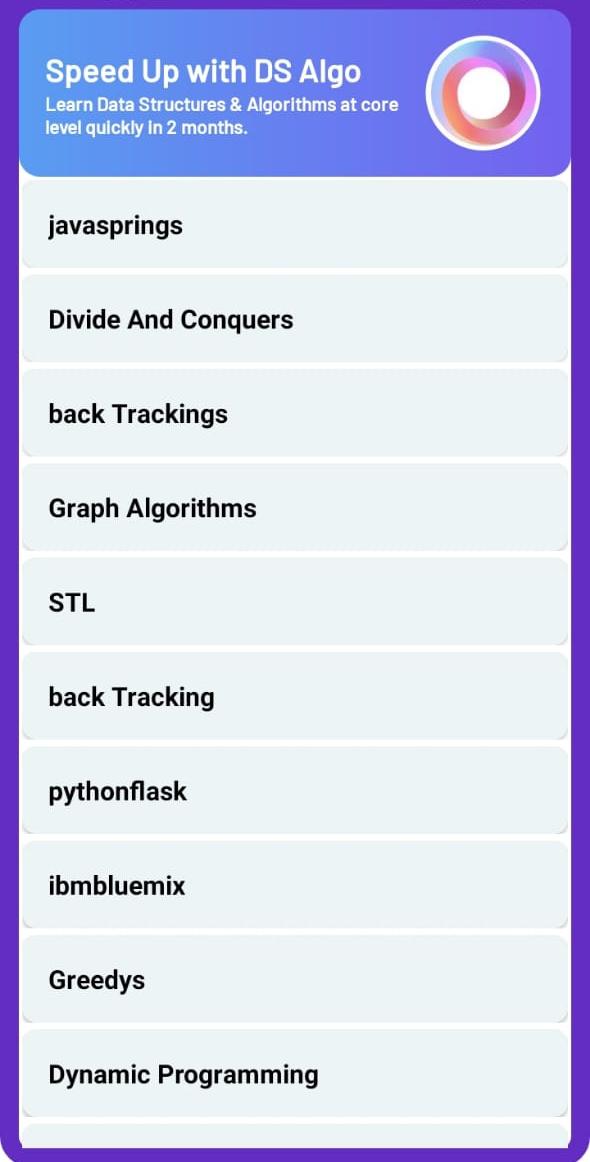 Speed Up with DS Algo
Learn Data Structures & Algorithms at core
level quickly in 2 months.
javasprings
Divide And Conquers
back Trackings
Graph Algorithms
STL
back Tracking
pythonflask
ibmbluemix
Greedys
Dynamic Programming